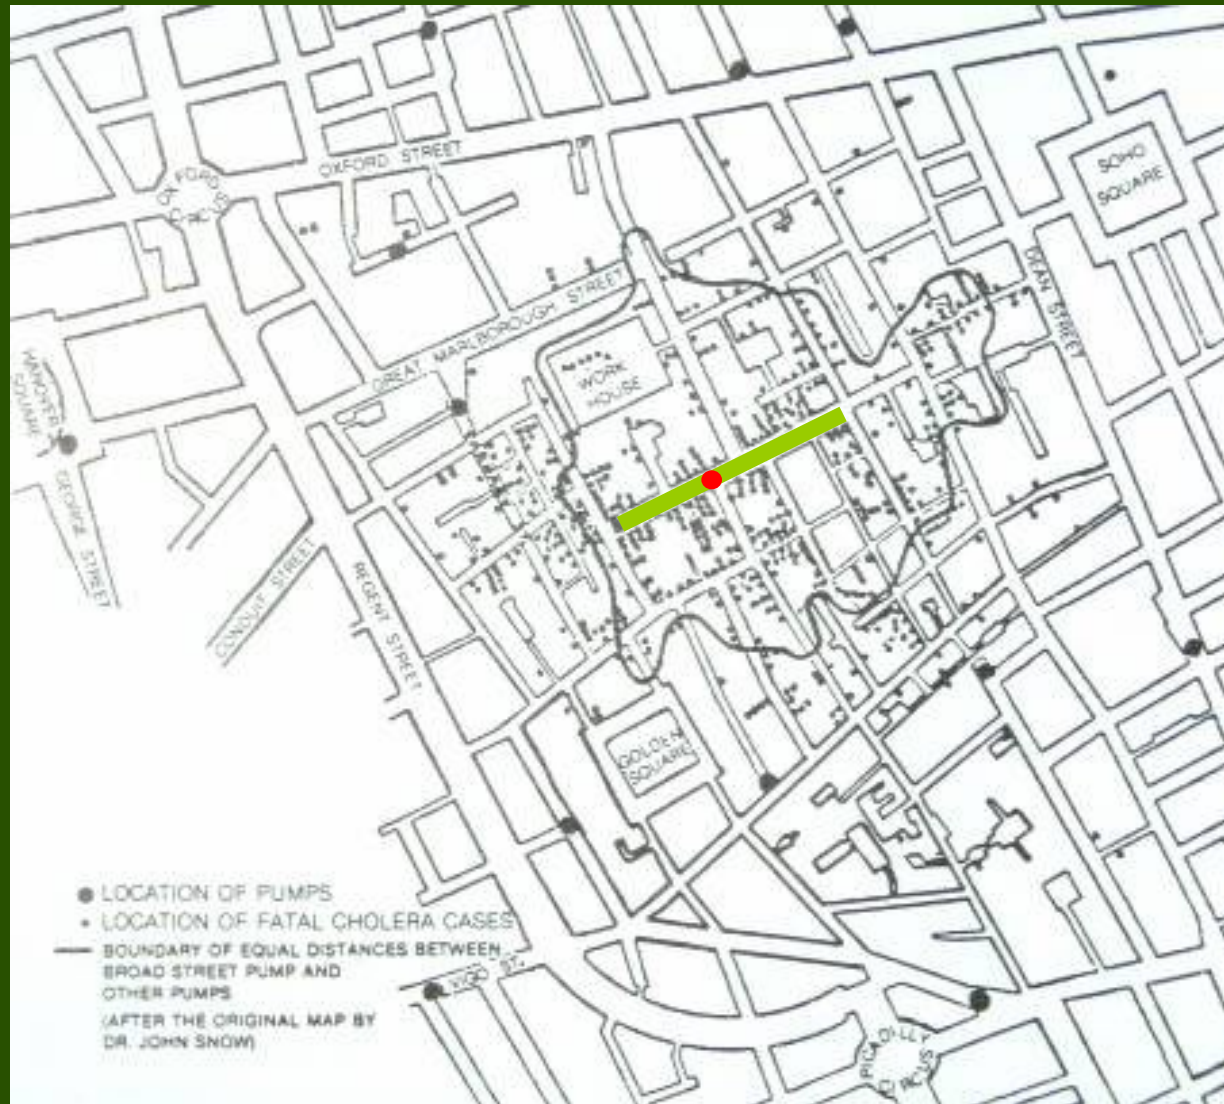 OXFORD STREET
OXFORD
CIRCUS
SOHO
SQUARE
DEAN STREET
GREAT MARLBOROUGH STREET
WORK
HOUSE
HANOVER
SQUARE
GEORGE STREET
CONDUIT STREET
REGENT STREET
GOLDEN
SQUARE
LOCATION OF PUMPS
LOCATION OF FATAL CHOLERA CASES
BOUNDARY OF EQUAL DISTANCES BETWEEN
BROAD STREET PUMP AND
OTHER PUMPS
(AFTER THE ORIGINAL MAP BY
DR. JOHN SNOW)
VIGO ST.
PICADILLY
CIRCUS